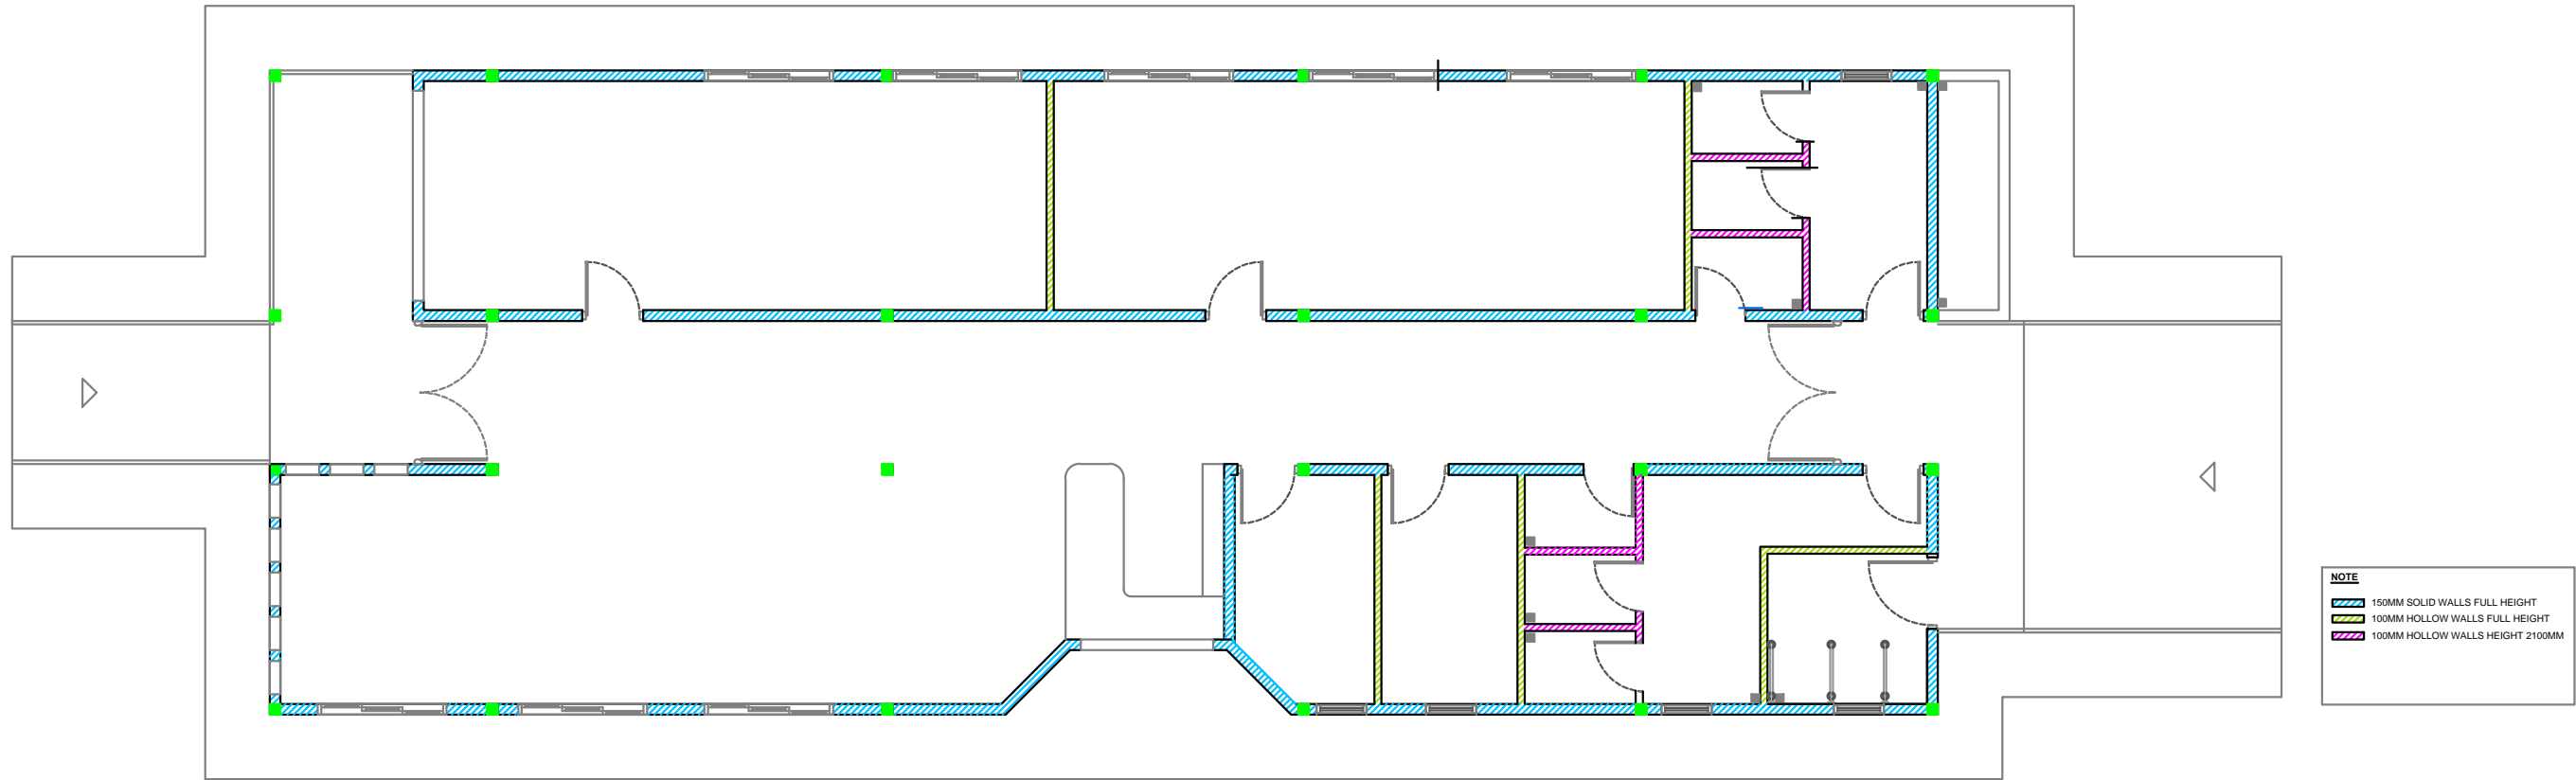 NOTE
150MM SOLID WALLS FULL HEIGHT
100MM HOLLOW WALLS FULL HEIGHT
100MM HOLLOW WALLS HEIGHT 2100MM